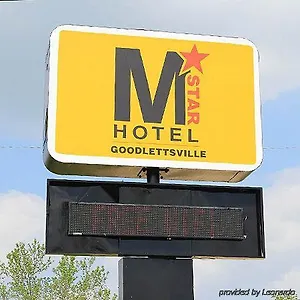 M STAR
HOTEL
GOODLETTSVILLE
provided by Leonardo